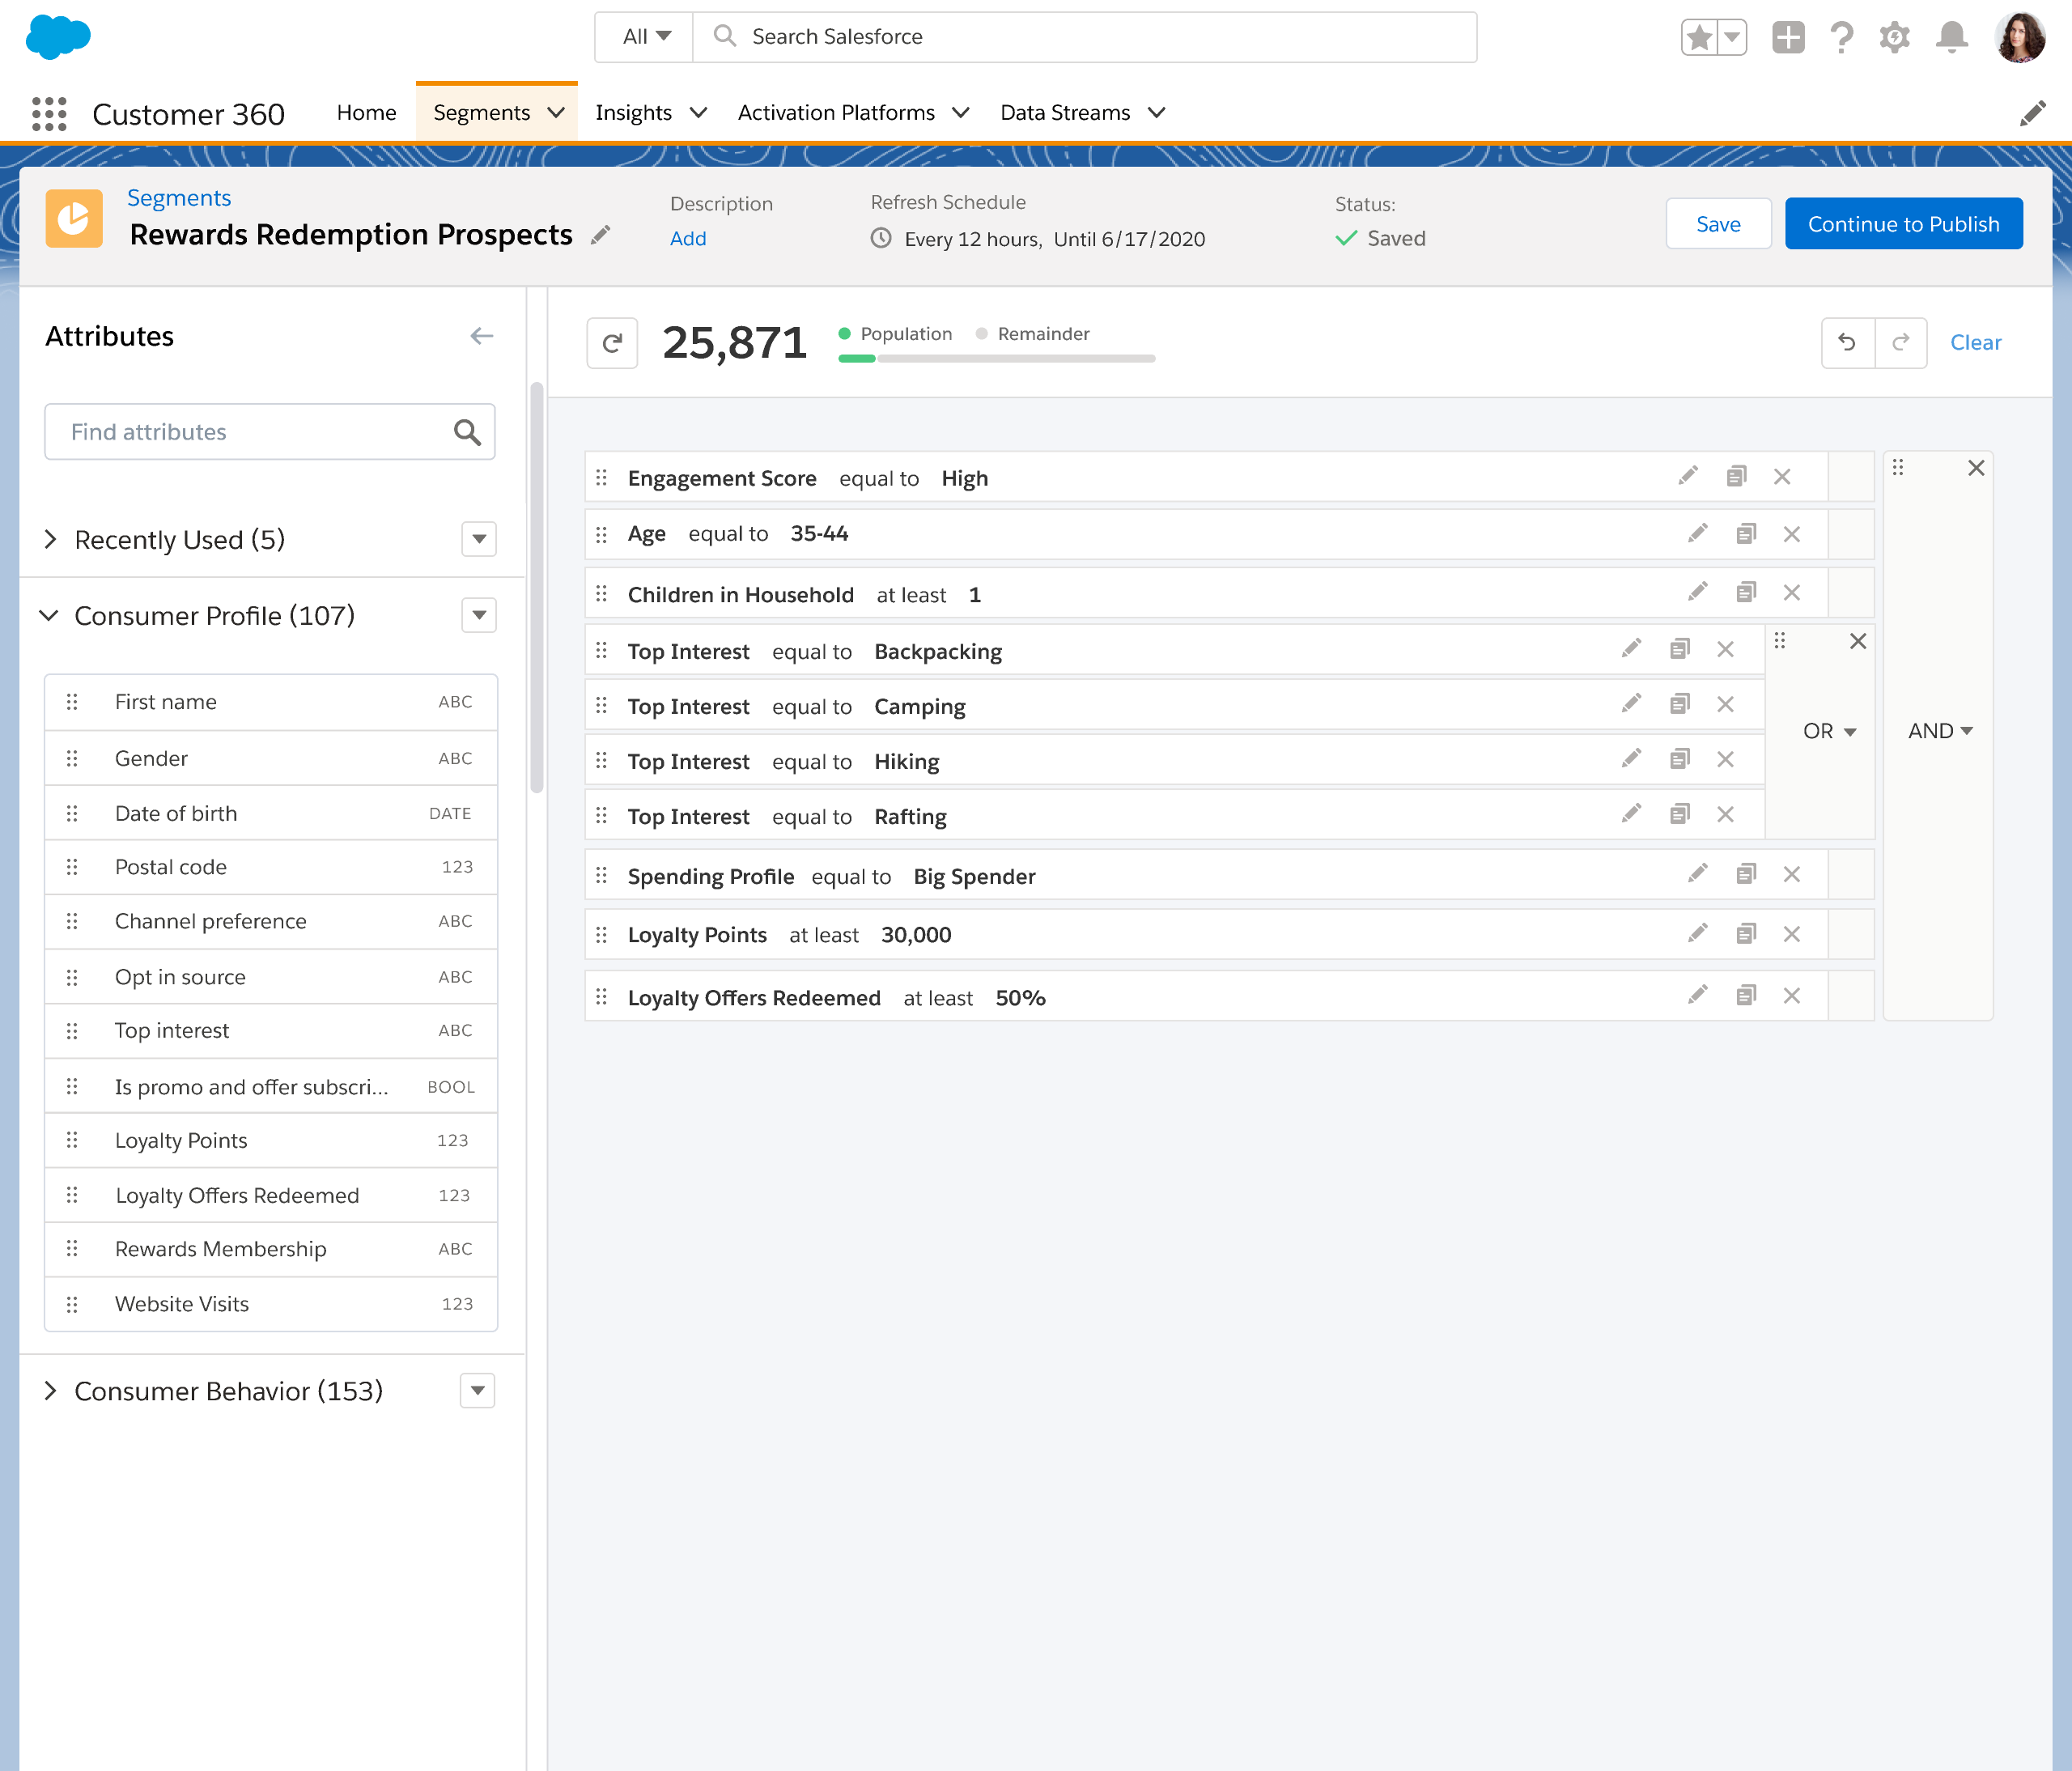 All
Search Salesforce
Customer 360
Home
Segments
Insights
Activation Platforms
Data Streams
Segments
Rewards Redemption Prospects
Description
Add
Refresh Schedule
Every 12 hours, Until 6/17/2020
Status:
Saved
Save
Continue to Publish
Attributes
Find attributes
Recently Used (5)
Consumer Profile (107)
First name ABC
Gender ABC
Date of birth DATE
Postal code 123
Channel preference ABC
Opt in source ABC
Top interest ABC
Is promo and offer subscri... BOOL
Loyalty Points 123
Loyalty Offers Redeemed 123
Rewards Membership ABC
Website Visits 123
Consumer Behavior (153)
25,871
Population
Remainder
Clear
Engagement Score equal to High
Age equal to 35-44
Children in Household at least 1
Top Interest equal to Backpacking
Top Interest equal to Camping
Top Interest equal to Hiking
Top Interest equal to Rafting
OR
AND
Spending Profile equal to Big Spender
Loyalty Points at least 30,000
Loyalty Offers Redeemed at least 50%